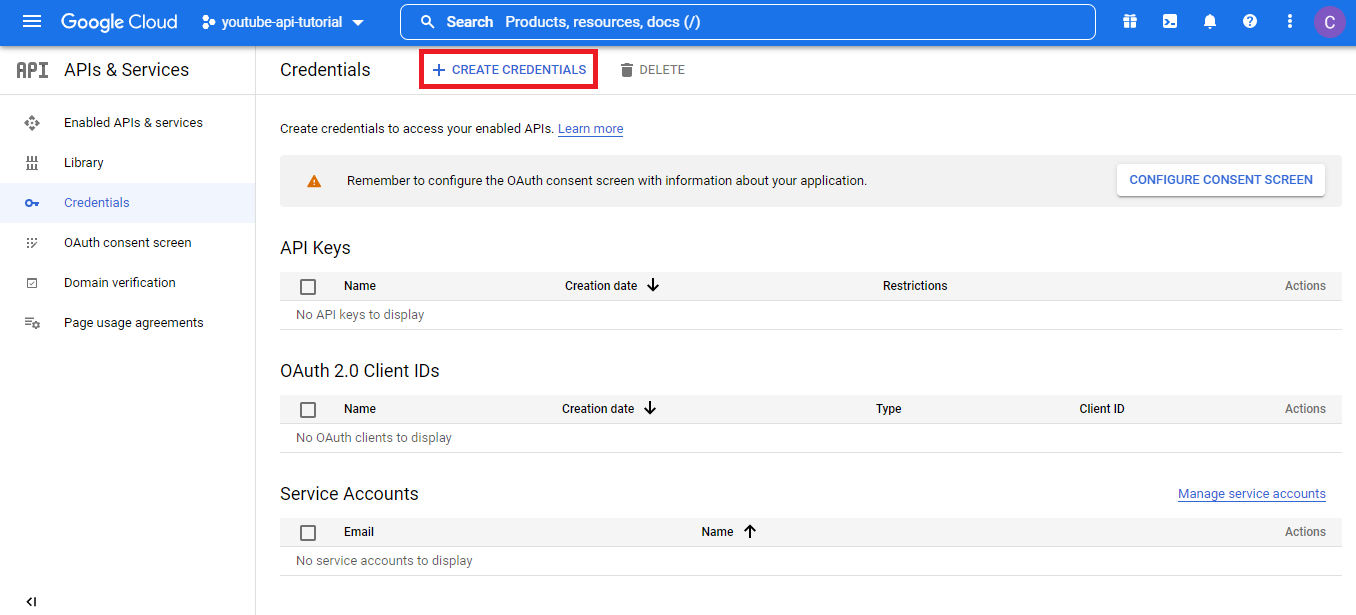 Google Cloud youtube-api-tutorial Search Products, resources, docs (/) C
API APIs & Services
Credentials + CREATE CREDENTIALS DELETE
Enabled APIs & services
Library
Credentials
OAuth consent screen
Domain verification
Page usage agreements
Create credentials to access your enabled APIs. Learn more
Remember to configure the OAuth consent screen with information about your application. CONFIGURE CONSENT SCREEN
API Keys
Name Creation date Restrictions Actions
No API keys to display
OAuth 2.0 Client IDs
Name Creation date Type Client ID Actions
No OAuth clients to display
Service Accounts Manage service accounts
Email Name Actions
No service accounts to display